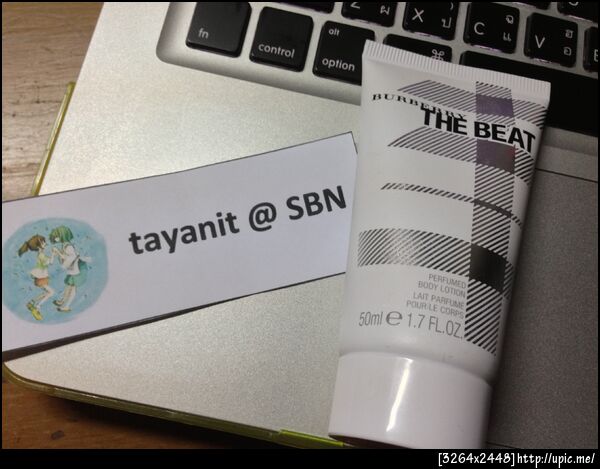 fn
control
alt
option
Z
X
C
V
BURBERRY
THE BEAT
tayanit @ SBN
PERFUMED
BODY LOTION
LAIT PARFUMÉ
POUR LE CORPS
50ml e 1.7 FL.OZ.
[3264x2448]http://upic.me/